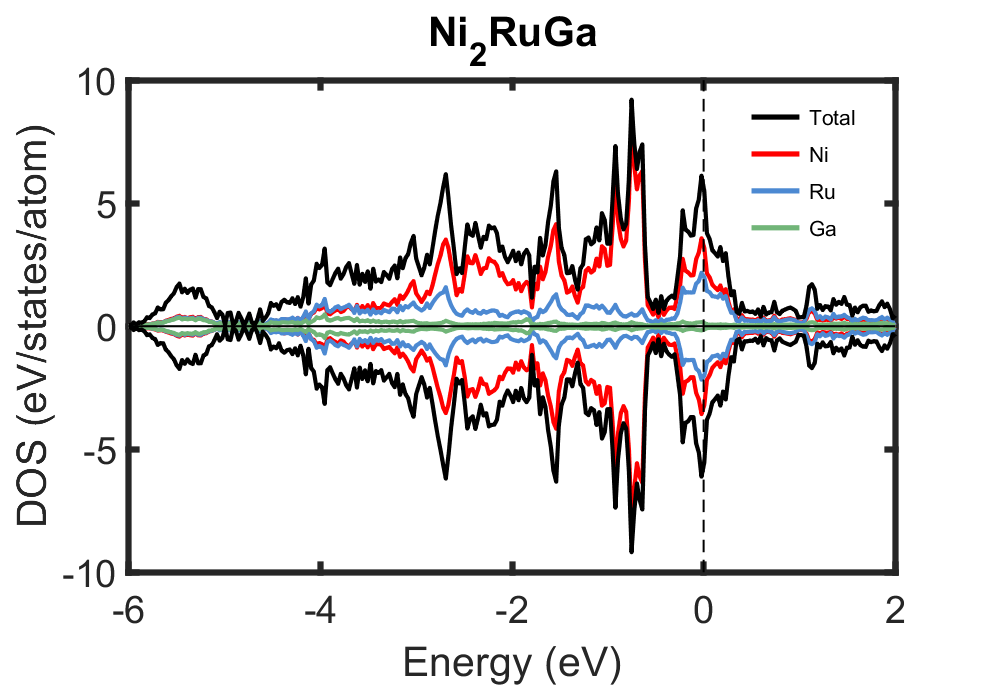 Ni2RuGa
DOS (eV/states/atom)
10
5
0
-5
-10
Total
Ni
Ru
Ga
-6 -4 -2 0 2
Energy (eV)